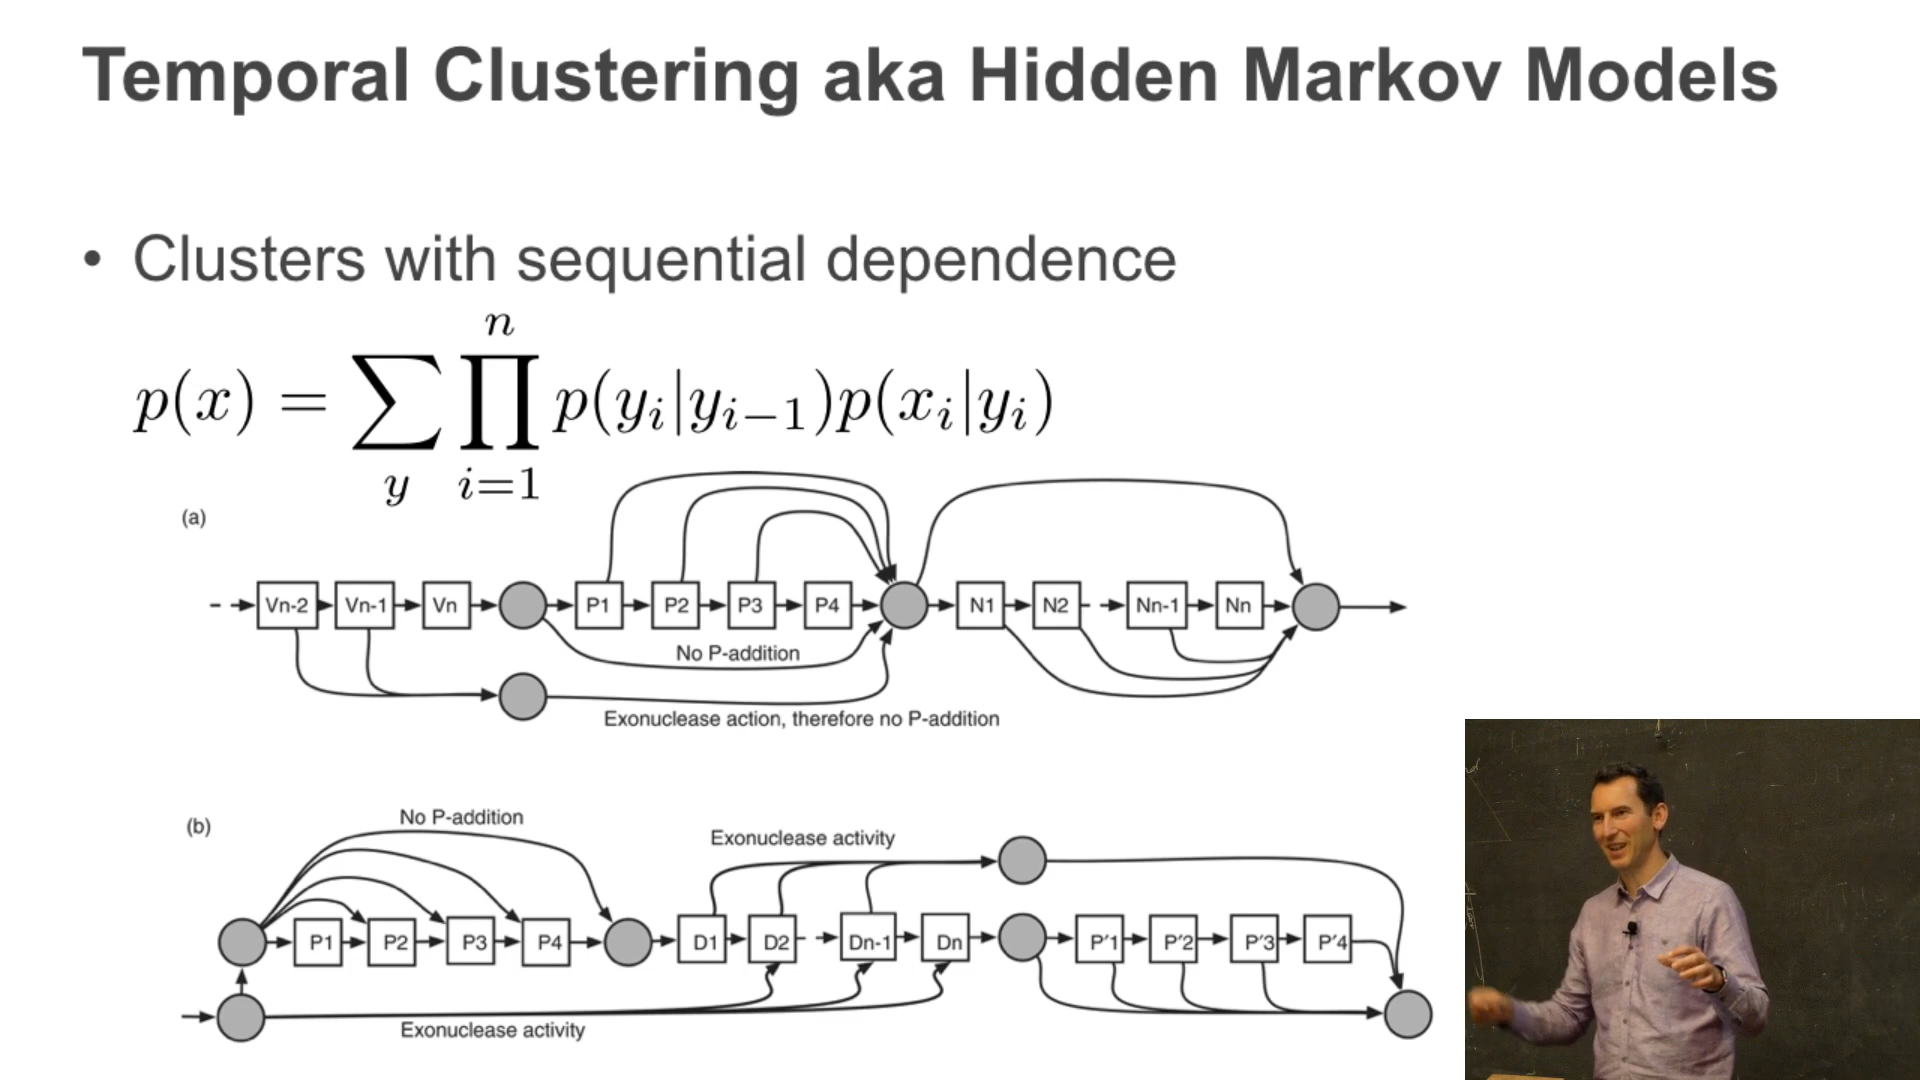 Temporal Clustering aka Hidden Markov Models
• Clusters with sequential dependence
p(x) = \sum_{y} \prod_{i=1}^{n} p(y_i|y_{i-1})p(x_i|y_i)
(a)
Vn-2 Vn-1 Vn P1 P2 P3 P4 N1 N2 Nn-1 Nn
No P-addition
Exonuclease action, therefore no P-addition
(b)
No P-addition
Exonuclease activity
P1 P2 P3 P4 D1 D2 Dn-1 Dn P'1 P'2 P'3 P'4
Exonuclease activity